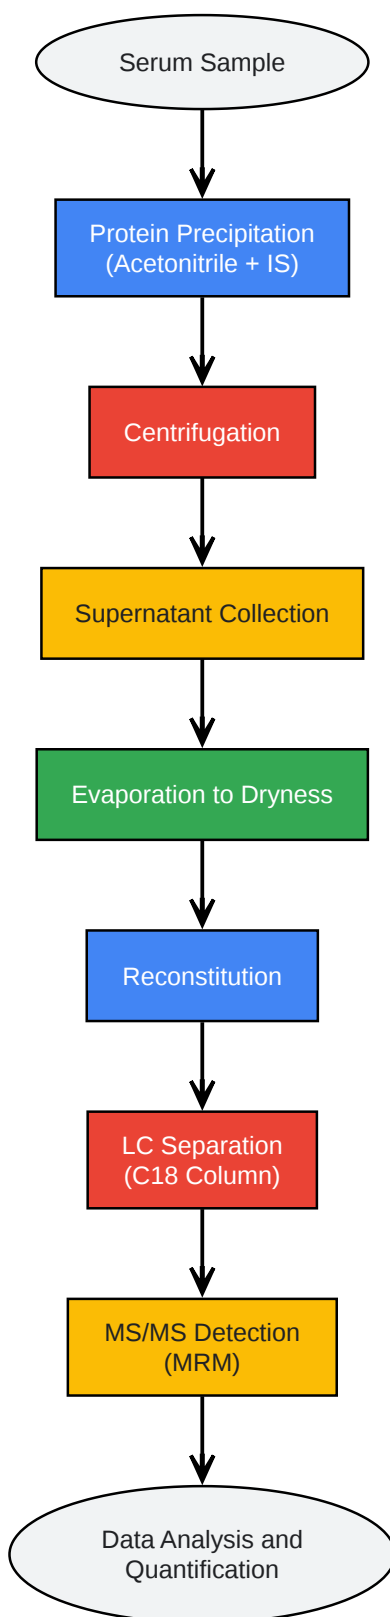 Serum Sample
Protein Precipitation
(Acetonitrile + IS)
Centrifugation
Supernatant Collection
Evaporation to Dryness
Reconstitution
LC Separation
(C18 Column)
MS/MS Detection
(MRM)
Data Analysis and
Quantification